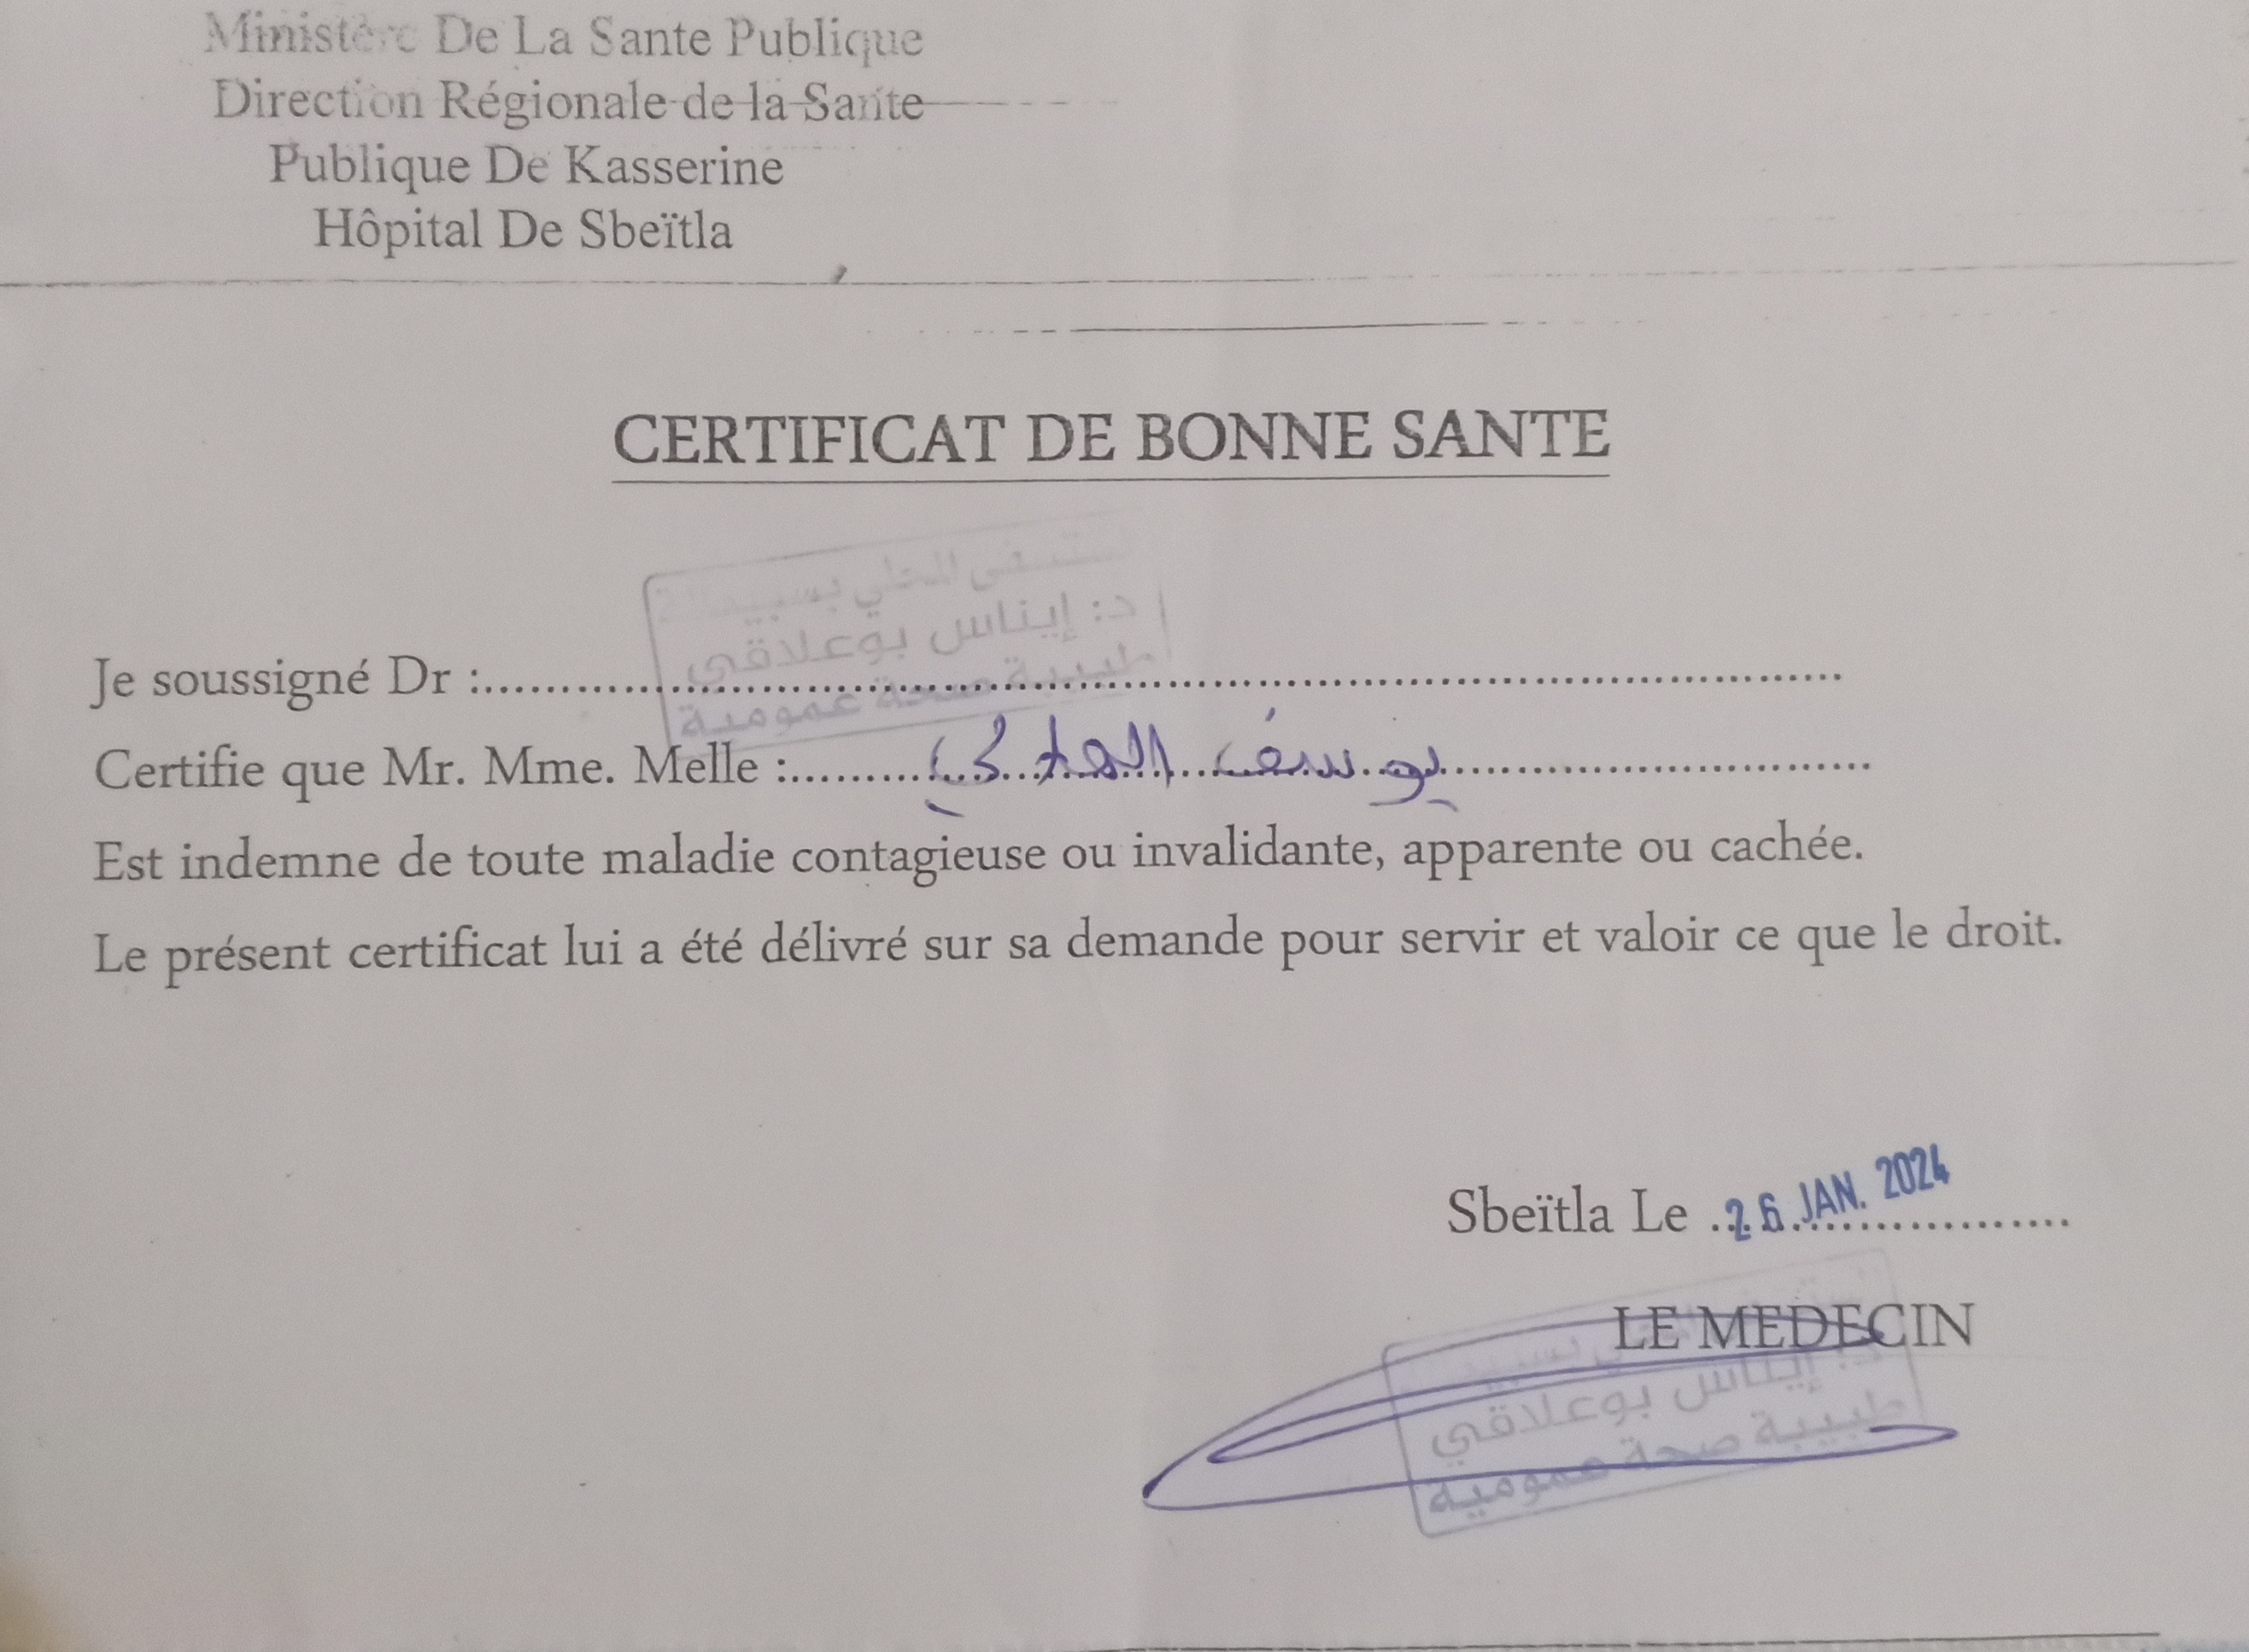 Ministère De La Sante Publique
Direction Régionale de la Sante
Publique De Kasserine
Hôpital De Sbeïtla
CERTIFICAT DE BONNE SANTE
المحلي
د: إيناس بوعلاقي
طبيبة صحة عمومية
Je soussigné Dr :
Certifie que Mr. Mme. Melle : يوسف
Est indemne de toute maladie contagieuse ou invalidante, apparente ou cachée.
Le présent certificat lui a été délivré sur sa demande pour servir et valoir ce que le droit.
Sbeïtla Le 26 JAN. 2024
LE MEDECIN
د: إيناس بوعلاقي
طبيبة صحة عمومية